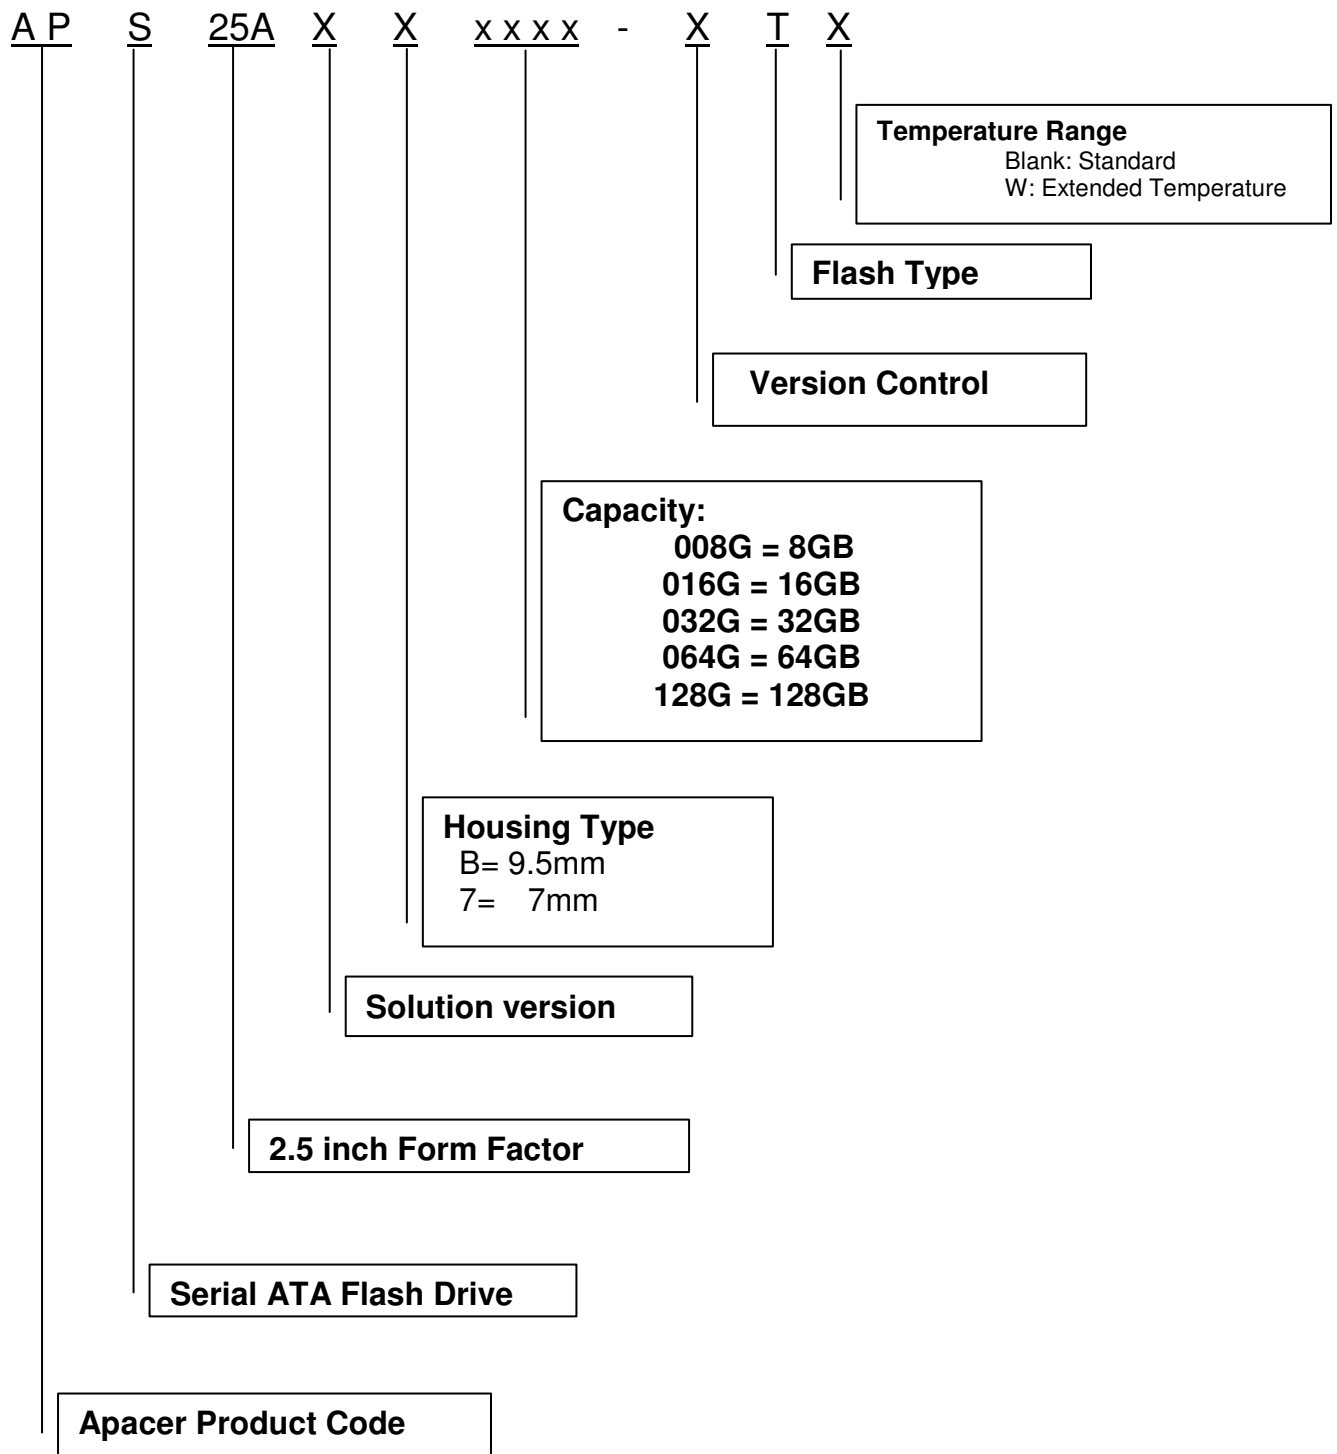 A P S 25A X X x x x x - X T X
Temperature Range
Blank: Standard
W: Extended Temperature
Flash Type
Version Control
Capacity:
008G = 8GB
016G = 16GB
032G = 32GB
064G = 64GB
128G = 128GB
Housing Type
B= 9.5mm
7= 7mm
Solution version
2.5 inch Form Factor
Serial ATA Flash Drive
Apacer Product Code